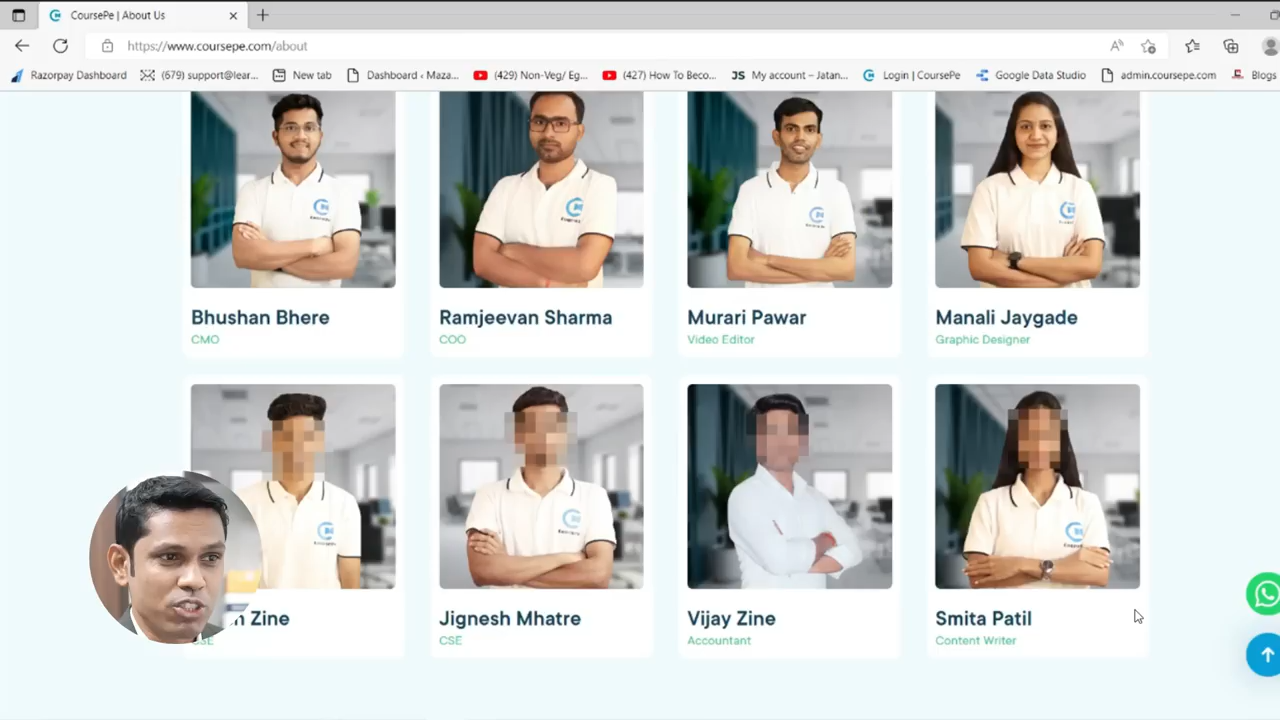 CoursePe | About Us
https://www.coursepe.com/about
Razorpay Dashboard
(679) support@lear...
New tab
Dashboard ‹ Maza...
(429) Non-Veg/ Eg...
(427) How To Beco...
JS My account – Jatan...
Login | CoursePe
Google Data Studio
admin.coursepe.com
Blogs
Bhushan Bhere
CMO
Ramjeevan Sharma
COO
Murari Pawar
Video Editor
Manali Jaygade
Graphic Designer
Zine
CSE
Jignesh Mhatre
CSE
Vijay Zine
Accountant
Smita Patil
Content Writer